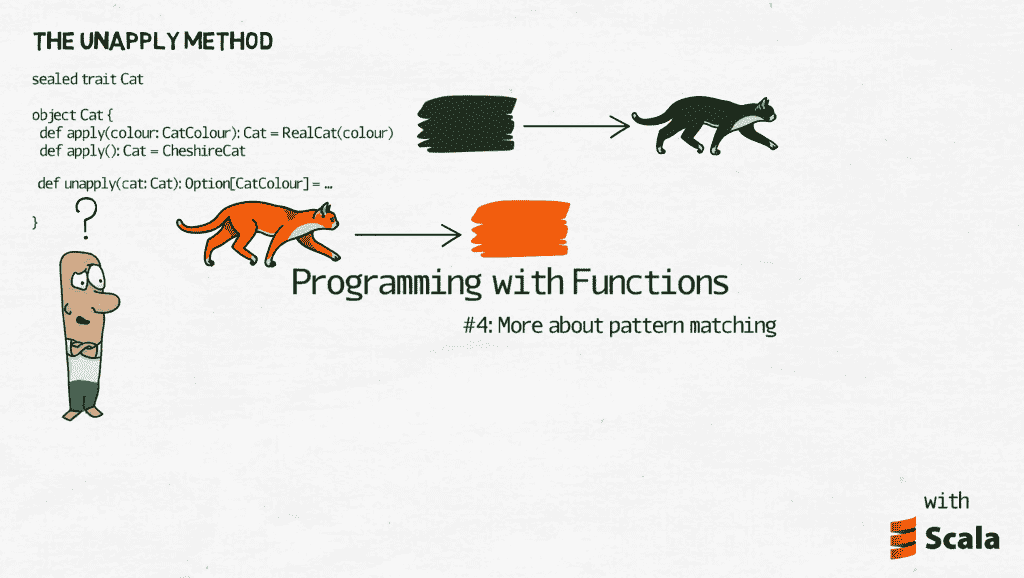 THE UNAPPLY METHOD
sealed trait Cat
object Cat {
def apply(colour: CatColour): Cat = RealCat(colour)
def apply(): Cat = CheshireCat
def unapply(cat: Cat): Option[CatColour] = ...
}
?
Programming with Functions
#4: More about pattern matching
with
Scala